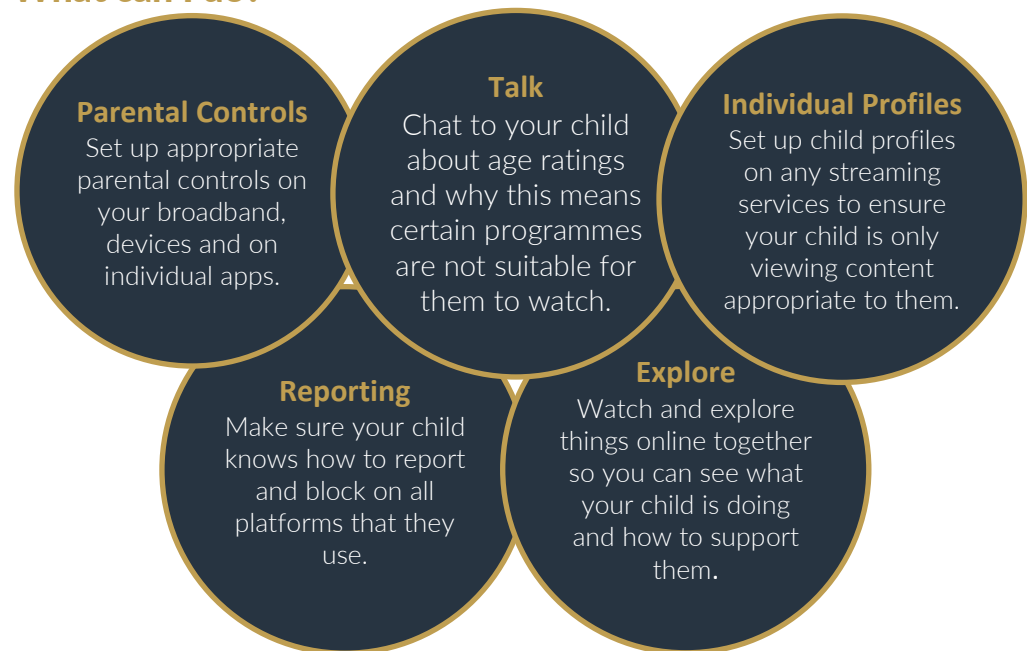 Parental Controls
Set up appropriate
parental controls on
your broadband,
devices and on
individual apps.
Talk
Chat to your child
about age ratings
and why this means
certain programmes
are not suitable for
them to watch.
Individual Profiles
Set up child profiles
on any streaming
services to ensure
your child is only
viewing content
appropriate to them.
Reporting
Make sure your child
knows how to report
and block on all
platforms that they
use.
Explore
Watch and explore
things online together
so you can see what
your child is doing
and how to support
them.